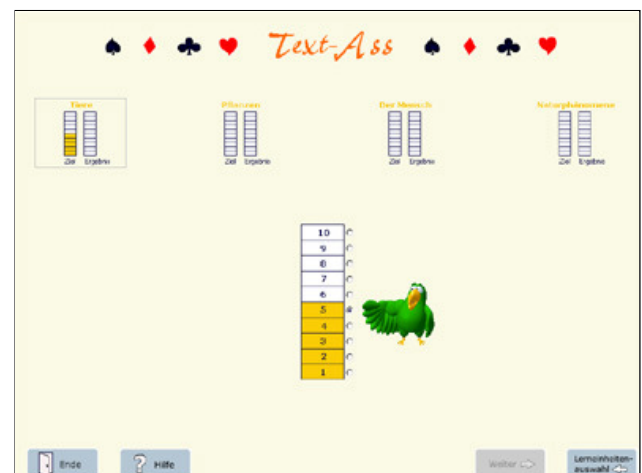 Text-Ass
Tiere Pflanzen Der Mensch Naturphänomene
Ziel Ergebnis Ziel Ergebnis Ziel Ergebnis Ziel Ergebnis
10
9
8
7
6
5
4
3
2
1
Ende Hilfe Weiter Lerneinheiten-
auswahl